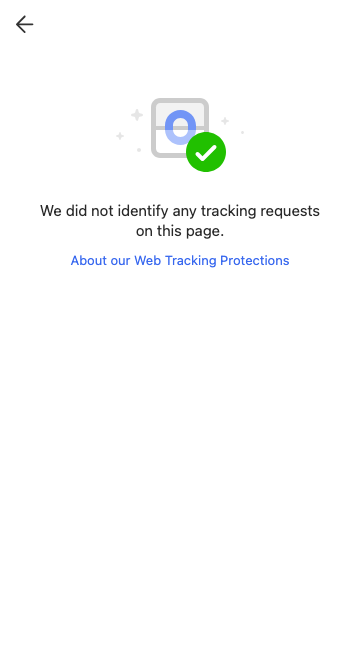 We did not identify any tracking requests
on this page.
About our Web Tracking Protections